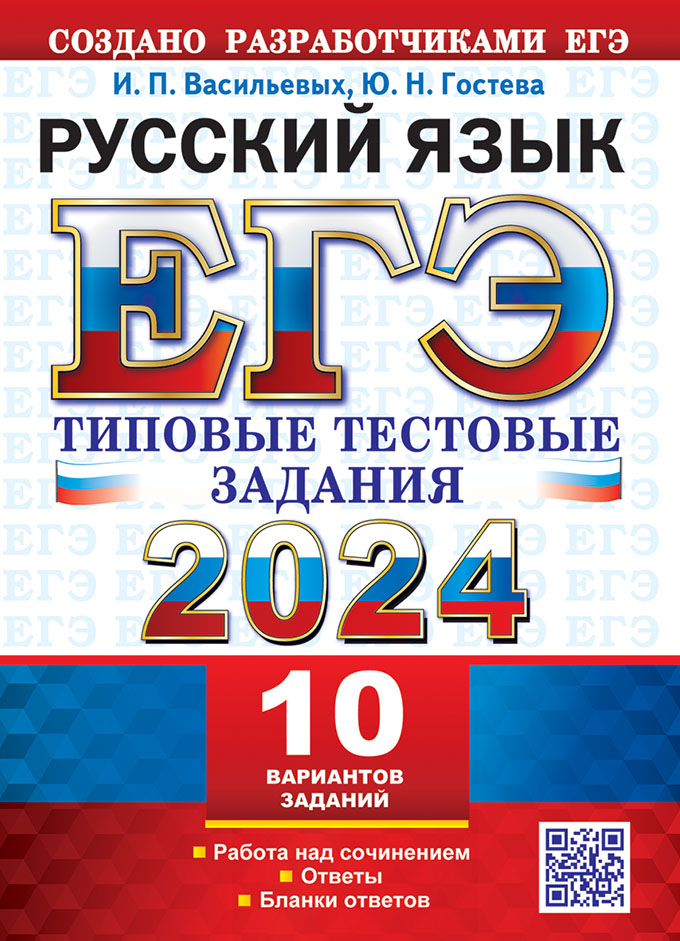 СОЗДАНО РАЗРАБОТЧИКАМИ ЕГЭ
И. П. Васильевых, Ю. Н. Гостева
РУССКИЙ ЯЗЫК
ЕГЭ
ТИПОВЫЕ ТЕСТОВЫЕ
ЗАДАНИЯ
2024
10
ВАРИАНТОВ
ЗАДАНИЙ
Работа над сочинением
Ответы
Бланки ответов